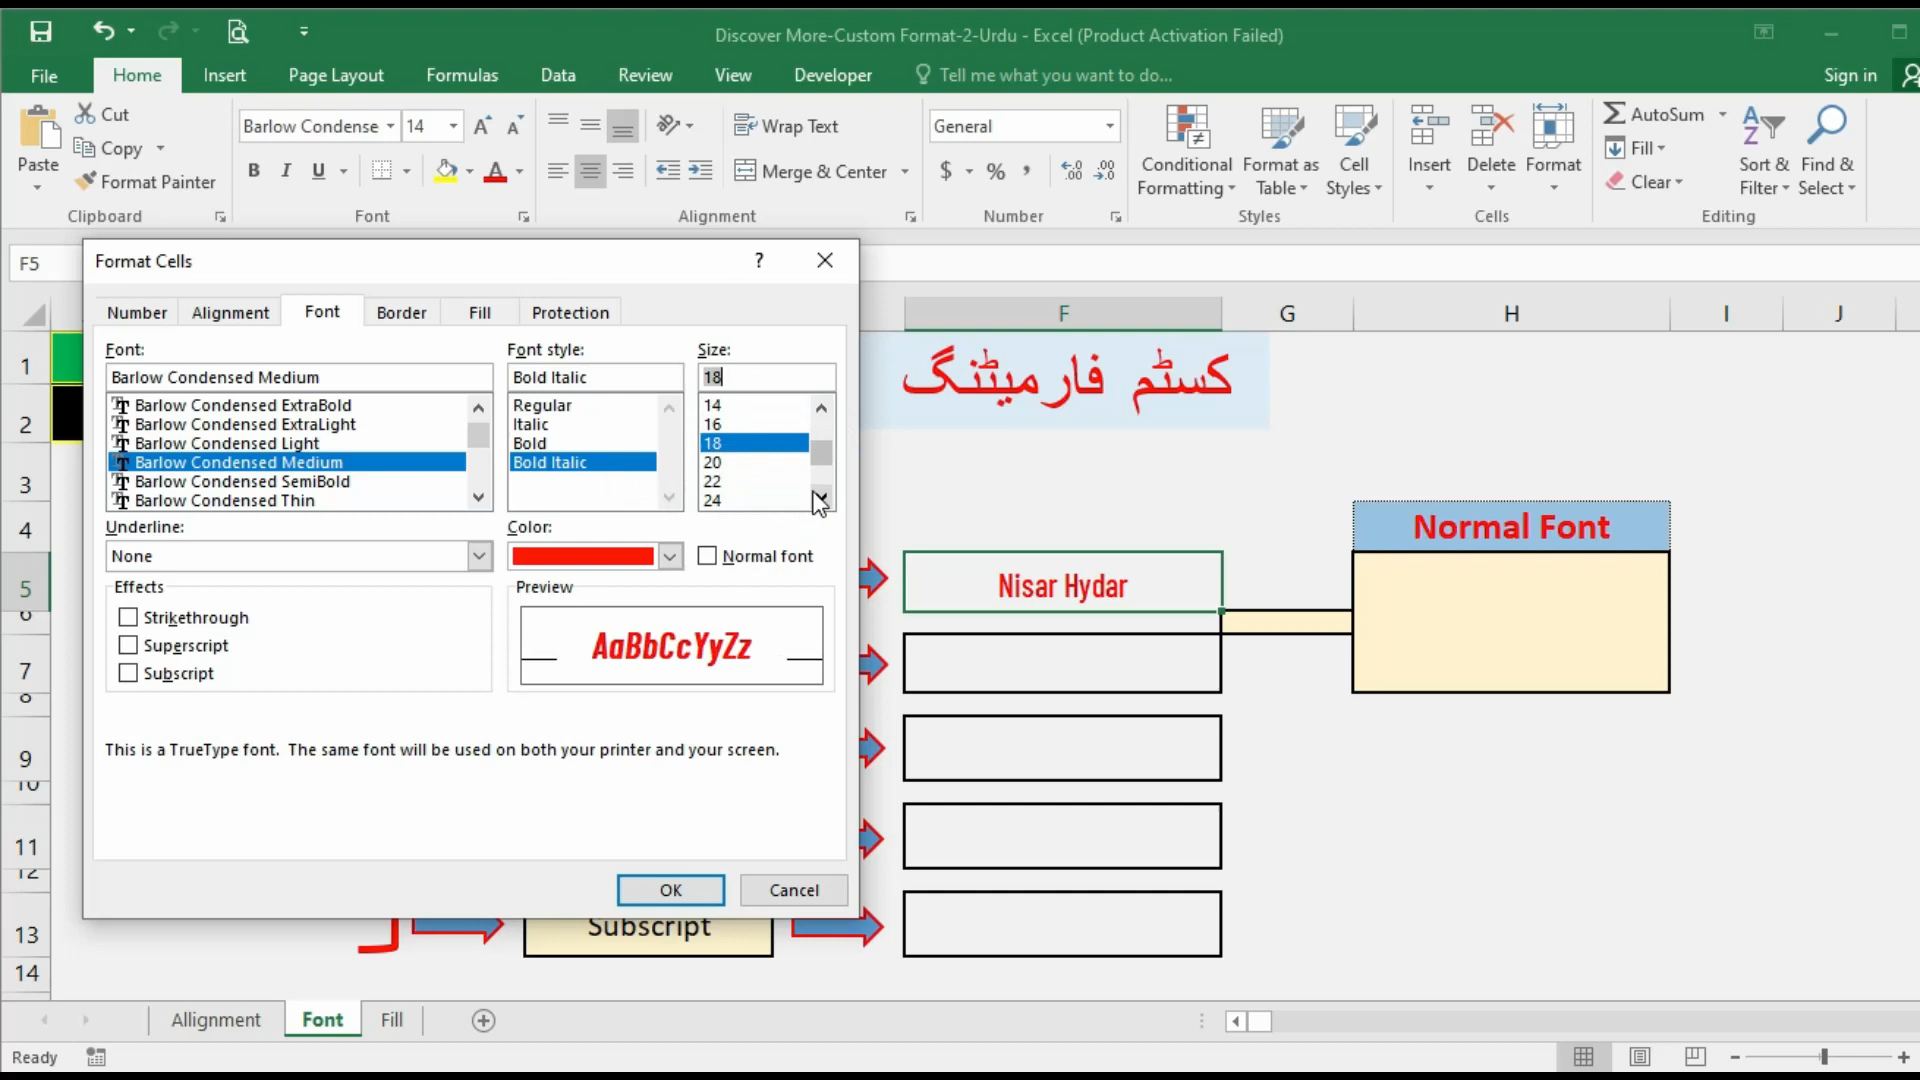 Discover More-Custom Format-2-Urdu - Excel (Product Activation Failed)
File Home Insert Page Layout Formulas Data Review View Developer Tell me what you want to do... Sign in
Paste
Cut
Copy
Format Painter
Clipboard
Barlow Condense 14
B I U
Font
Wrap Text
Merge & Center
Alignment
General
$ % ,
Number
Conditional Formatting
Format as Table
Cell Styles
Styles
Insert Delete Format
Cells
AutoSum
Fill
Clear
Sort & Filter
Find & Select
Editing
F5
Format Cells ?
Number Alignment Font Border Fill Protection
Font: Font style: Size:
Barlow Condensed Medium Bold Italic 18
Barlow Condensed ExtraBold Regular 14
Barlow Condensed ExtraLight Italic 16
Barlow Condensed Light Bold 18
Barlow Condensed Medium Bold Italic 20
Barlow Condensed SemiBold 22
Barlow Condensed Thin 24
Underline: Color:
None Normal font
Effects Preview
Strikethrough
Superscript
Subscript
AaBbCcYyZz
This is a TrueType font. The same font will be used on both your printer and your screen.
OK Cancel
F G H I J
1
2
3
4
5
6
7
8
9
10
11
12
13
14
کسٹم فارمیٹنگ
Normal Font
Nisar Hydar
Subscript
Allignment Font Fill
Ready